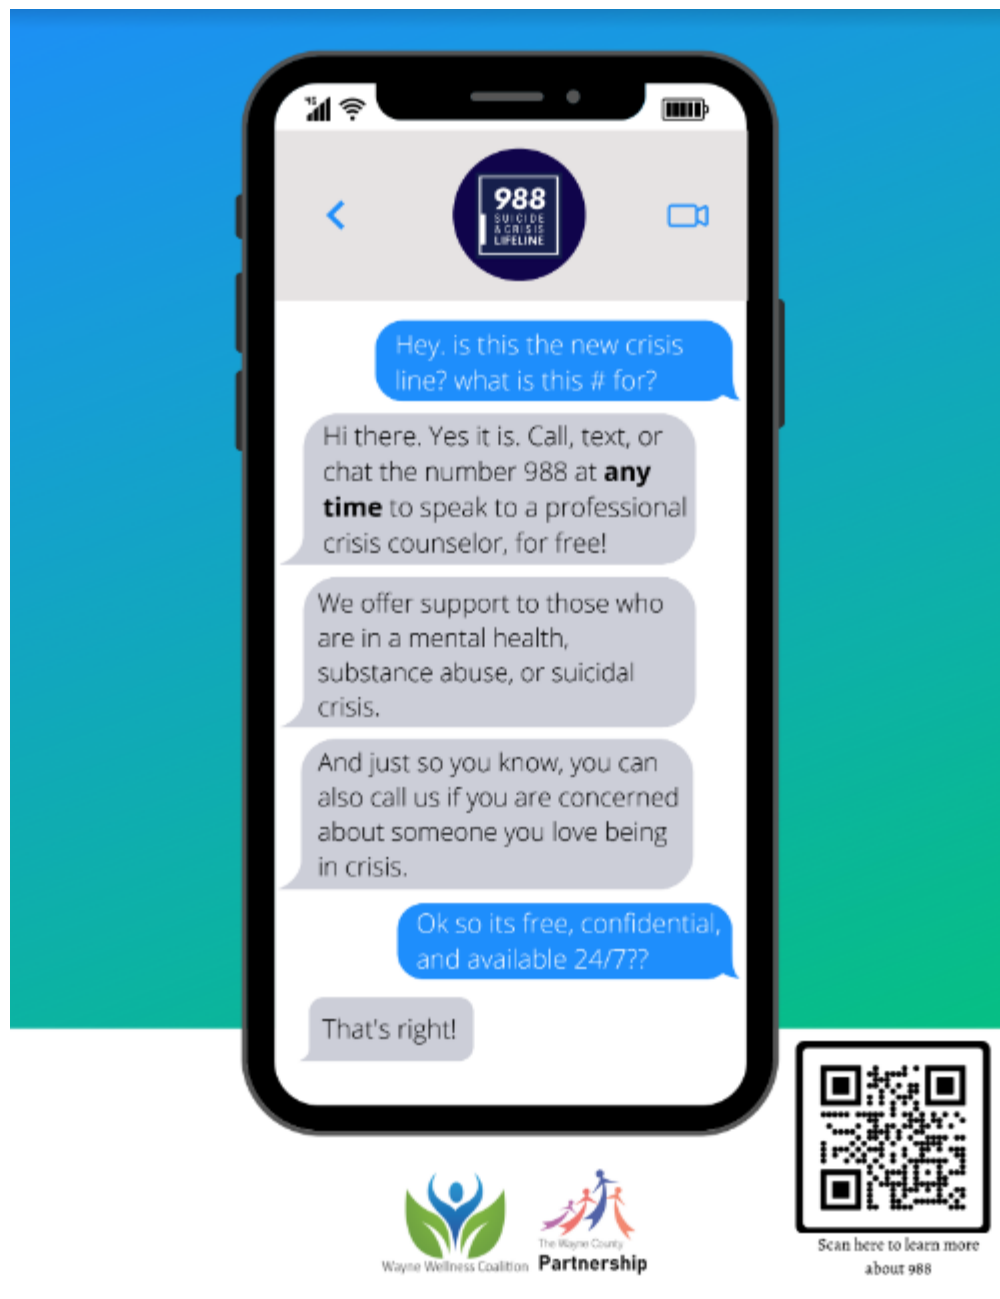 988
SUICIDE
& CRISIS
LIFELINE
Hey. is this the new crisis
line? what is this # for?
Hi there. Yes it is. Call, text, or
chat the number 988 at any
time to speak to a professional
crisis counselor, for free!
We offer support to those who
are in a mental health,
substance abuse, or suicidal
crisis.
And just so you know, you can
also call us if you are concerned
about someone you love being
in crisis.
Ok so its free, confidential,
and available 24/7??
That's right!
Wayne Wellness Coalition
The Wayne County
Partnership
Scan here to learn more
about 988